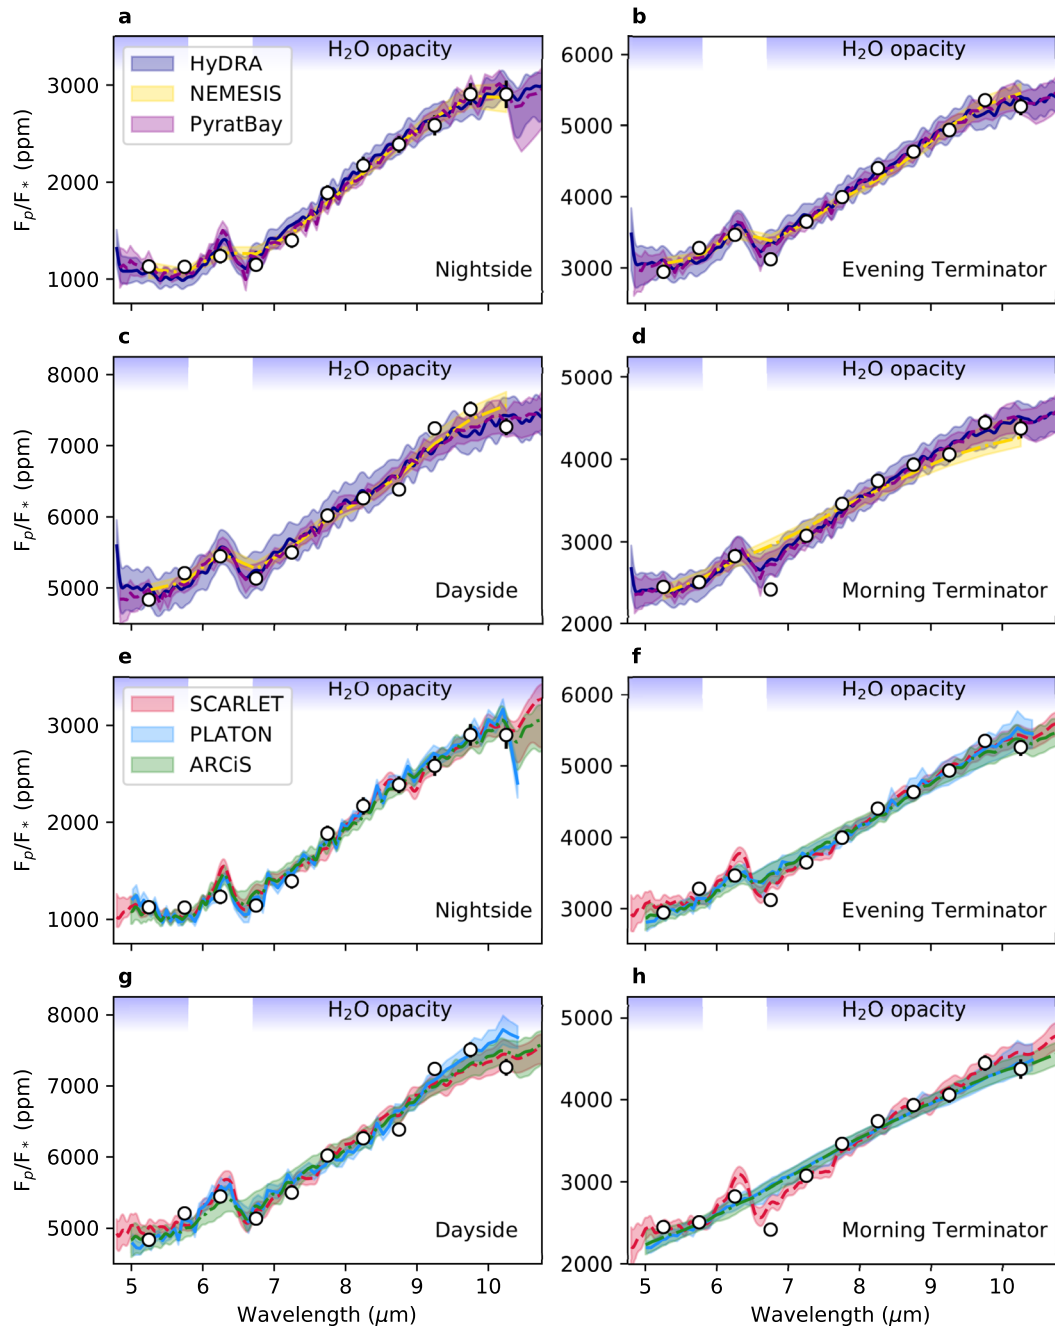 a
b
H₂O opacity
H₂O opacity
HyDRA
NEMESIS
PyratBay
3000
2000
1000
Fₚ/F* (ppm)
Nightside
6000
5000
4000
3000
Evening Terminator
c
d
H₂O opacity
H₂O opacity
8000
7000
6000
5000
Fₚ/F* (ppm)
Dayside
5000
4000
3000
2000
Morning Terminator
e
f
H₂O opacity
H₂O opacity
SCARLET
PLATON
ARCiS
3000
2000
1000
Fₚ/F* (ppm)
Nightside
6000
5000
4000
3000
Evening Terminator
g
h
H₂O opacity
H₂O opacity
8000
7000
6000
5000
Fₚ/F* (ppm)
Dayside
5000
4000
3000
2000
Morning Terminator
5 6 7 8 9 10
5 6 7 8 9 10
Wavelength (μm)
Wavelength (μm)